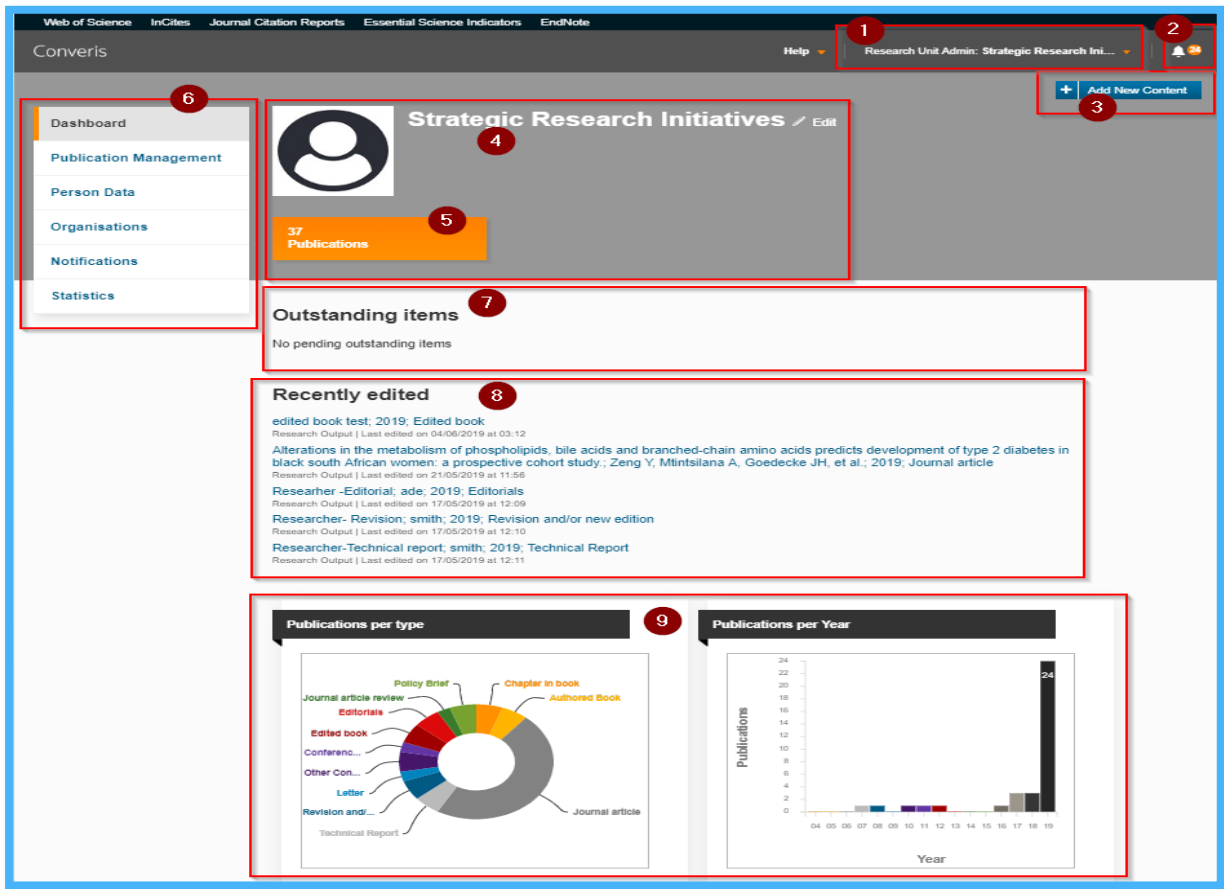 Web of Science InCites Journal Citation Reports Essential Science Indicators EndNote
Converis
Help
Research Unit Admin: Strategic Research Ini...
1
2
24
Add New Content
3
6
Dashboard
Publication Management
Person Data
Organisations
Notifications
Statistics
Strategic Research Initiatives Edit
4
5
37
Publications
Outstanding items
7
No pending outstanding items
Recently edited
8
edited book test; 2019; Edited book
Research Output | Last edited on 04/06/2019 at 03:12
Alterations in the metabolism of phospholipids, bile acids and branched-chain amino acids predicts development of type 2 diabetes in
black south African women: a prospective cohort study.; Zeng Y, Mtintsilana A, Goedecke JH, et al.; 2019; Journal article
Research Output | Last edited on 21/05/2019 at 11:56
Researher -Editorial; ade; 2019; Editorials
Research Output | Last edited on 17/05/2019 at 12:09
Researcher- Revision; smith; 2019; Revision and/or new edition
Research Output | Last edited on 17/05/2019 at 12:10
Researcher-Technical report; smith; 2019; Technical Report
Research Output | Last edited on 17/05/2019 at 12:11
9
Publications per type
Policy Brief
Chapter in book
Journal article review
Authored Book
Editorials
Edited book
Conferenc...
Other Con...
Letter
Revision and/...
Journal article
Technical Report
Publications per Year
24
22
20
18
16
14
12
10
8
6
4
2
0
Publications
24
04 05 06 07 08 09 10 11 12 13 14 15 16 17 18 19
Year